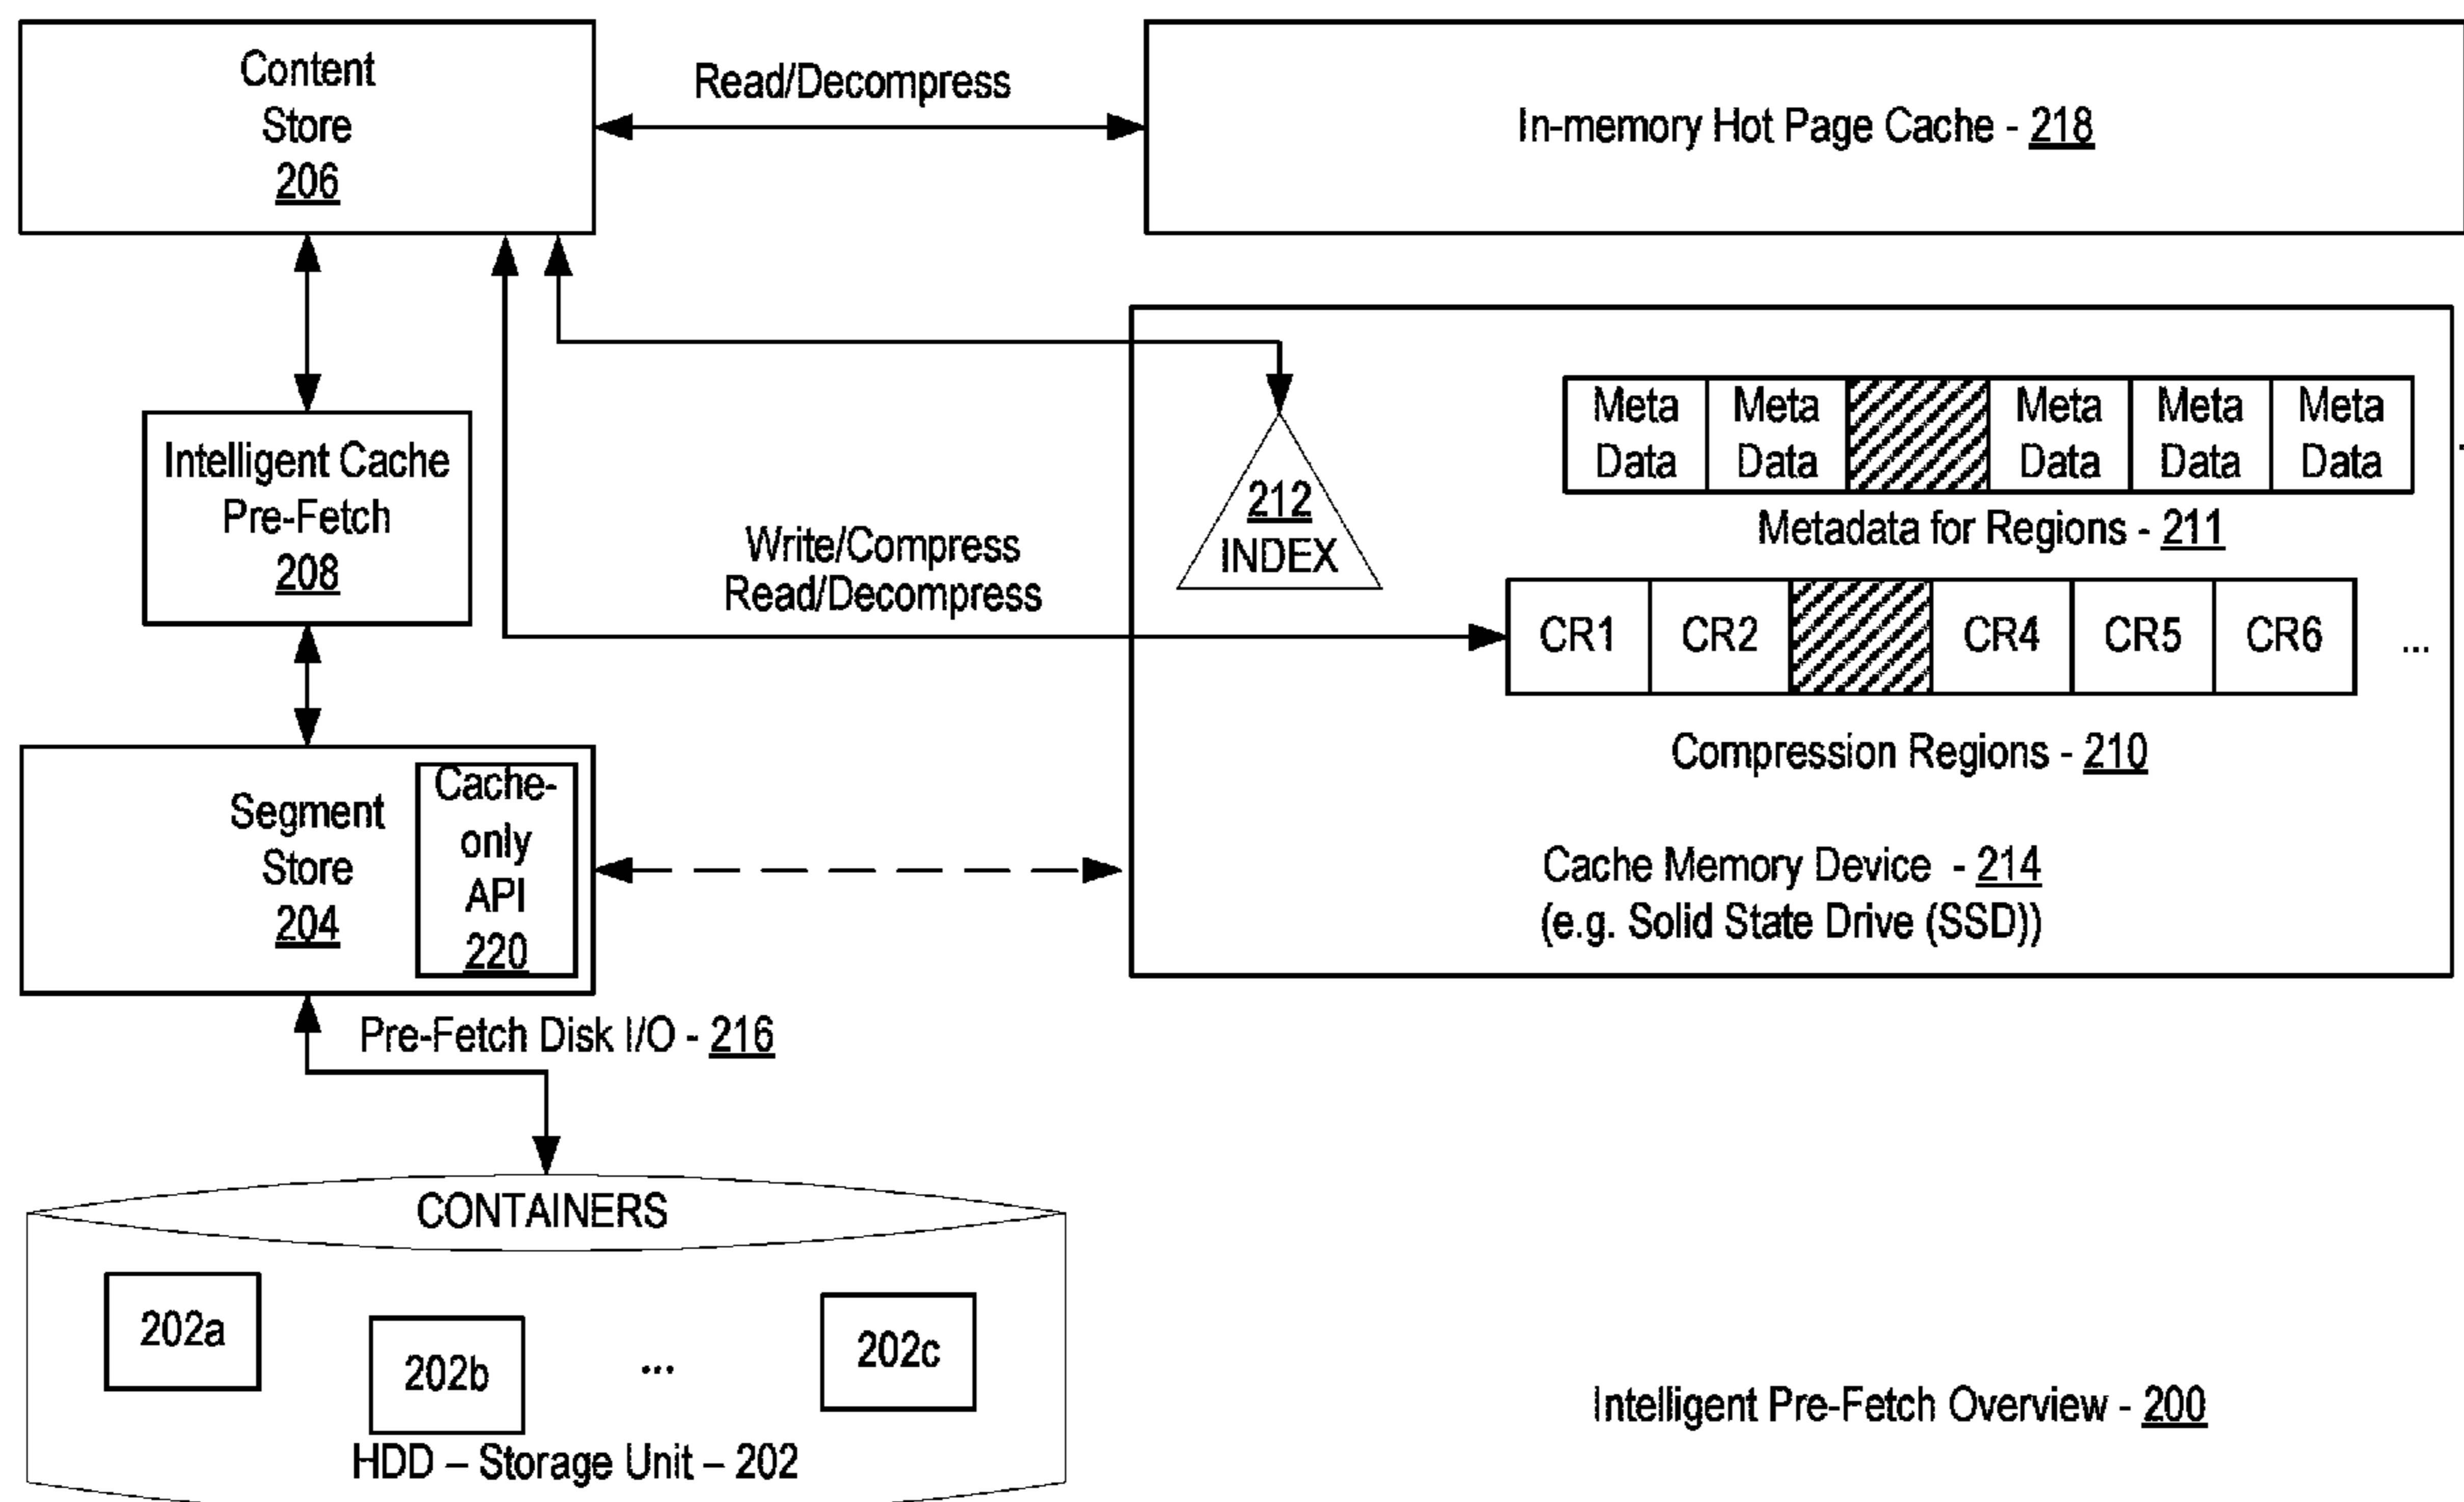 Content
Store
206
Read/Decompress
In-memory Hot Page Cache - 218
Intelligent Cache
Pre-Fetch
208
Write/Compress
Read/Decompress
212
INDEX
Meta
Data
Meta
Data
Meta
Data
Meta
Data
Meta
Data
Metadata for Regions - 211
CR1
CR2
CR4
CR5
CR6
...
Compression Regions - 210
Cache Memory Device - 214
(e.g. Solid State Drive (SSD))
Segment
Store
204
Cache-
only
API
220
Pre-Fetch Disk I/O - 216
CONTAINERS
202a
202b
...
202c
HDD – Storage Unit – 202
Intelligent Pre-Fetch Overview - 200